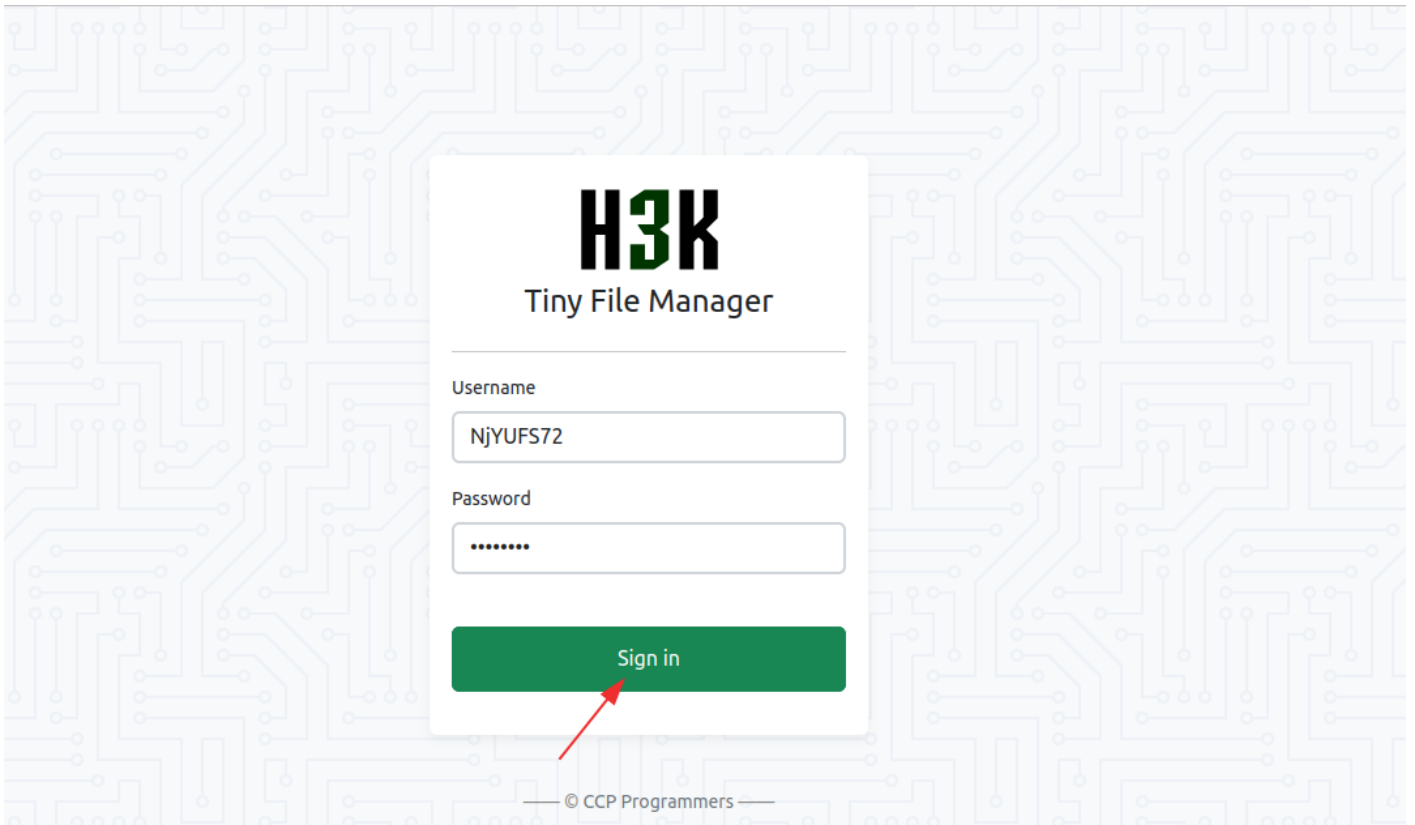 H3K
Tiny File Manager
Username
NjYUFS72
Password
••••••••
Sign in
© CCP Programmers